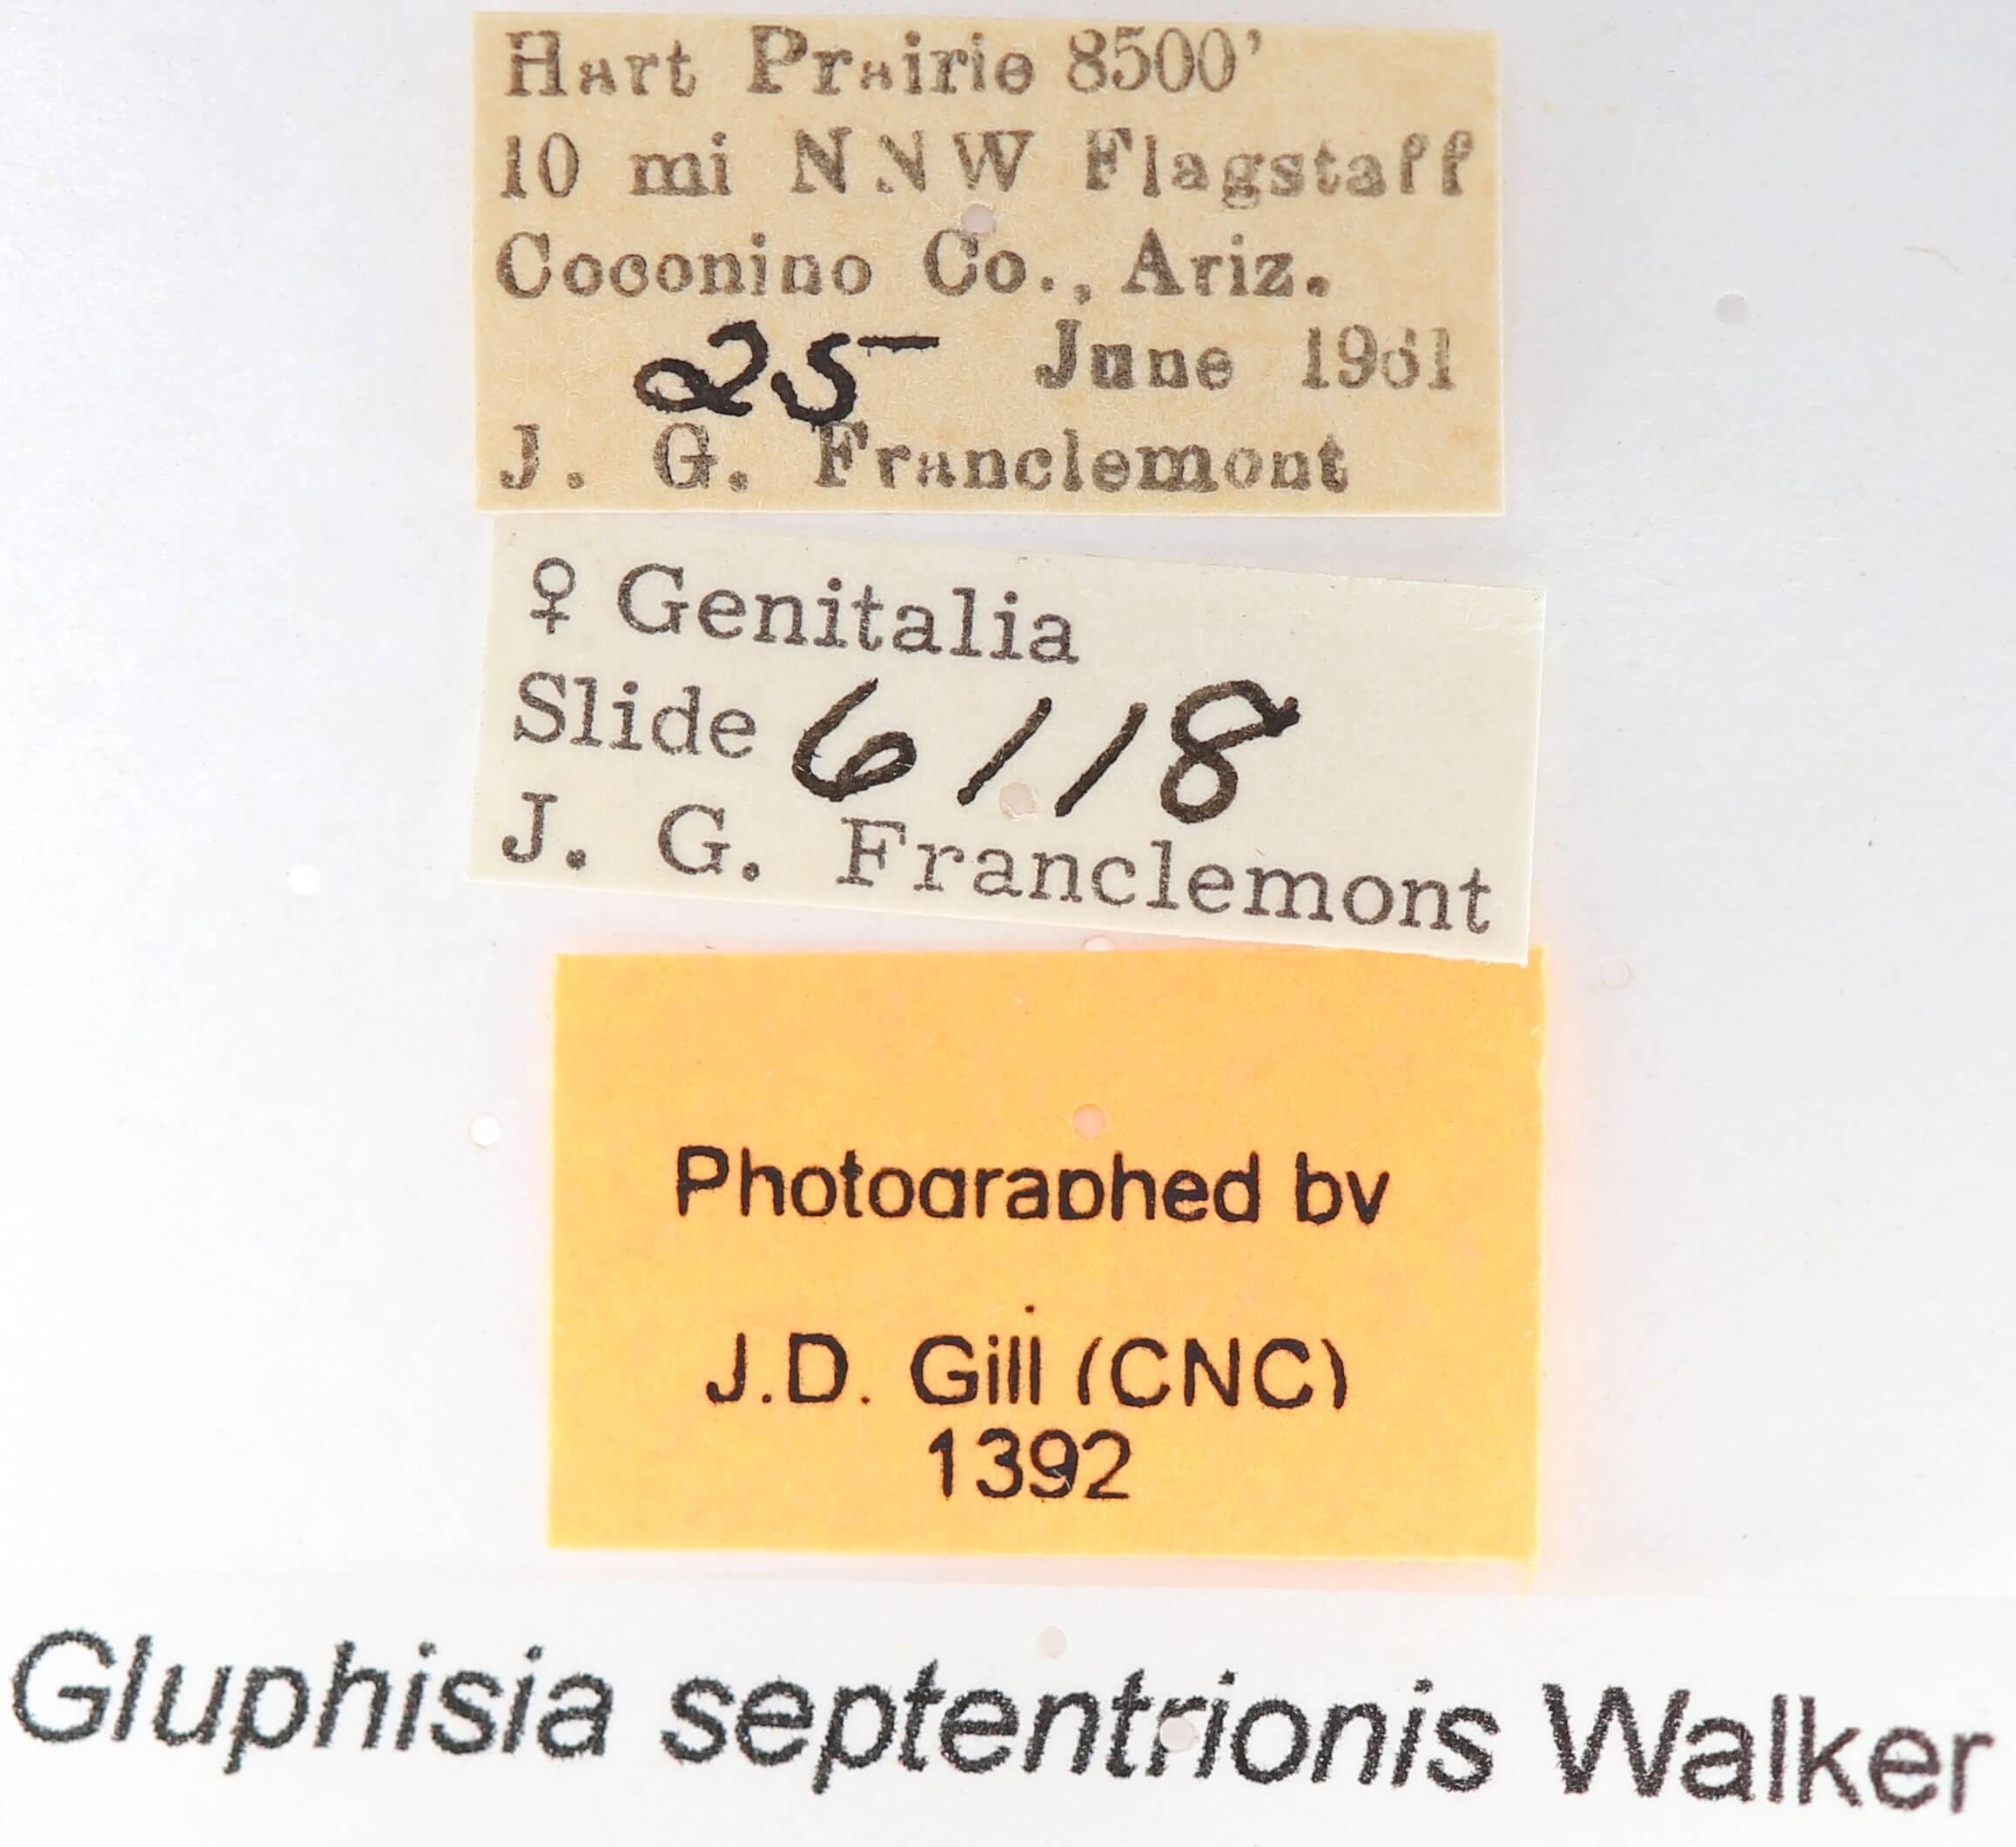 Hart Prairie 8500'
10 mi NNW Flagstaff
Coconino Co., Ariz.
25 June 1961
J. G. Franclemont
♀ Genitalia
Slide 6118
J. G. Franclemont
Photographed by
J.D. Gill (CNC)
1392
Gluphisia septentrionis Walker